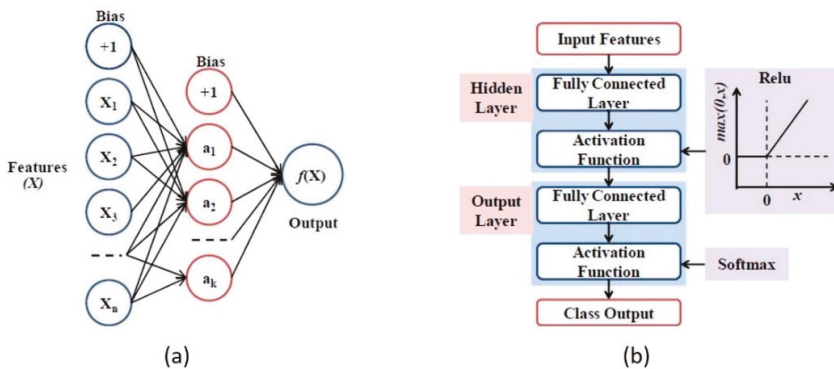 Bias
+1
X1
X2
X3
Xn
Features
(X)
Bias
+1
a1
a2
ak
f(X)
Output
(a)
Input Features
Hidden
Layer
Fully Connected
Layer
Activation
Function
Output
Layer
Fully Connected
Layer
Activation
Function
Class Output
Relu
max(0,x)
0
0
x
Softmax
(b)